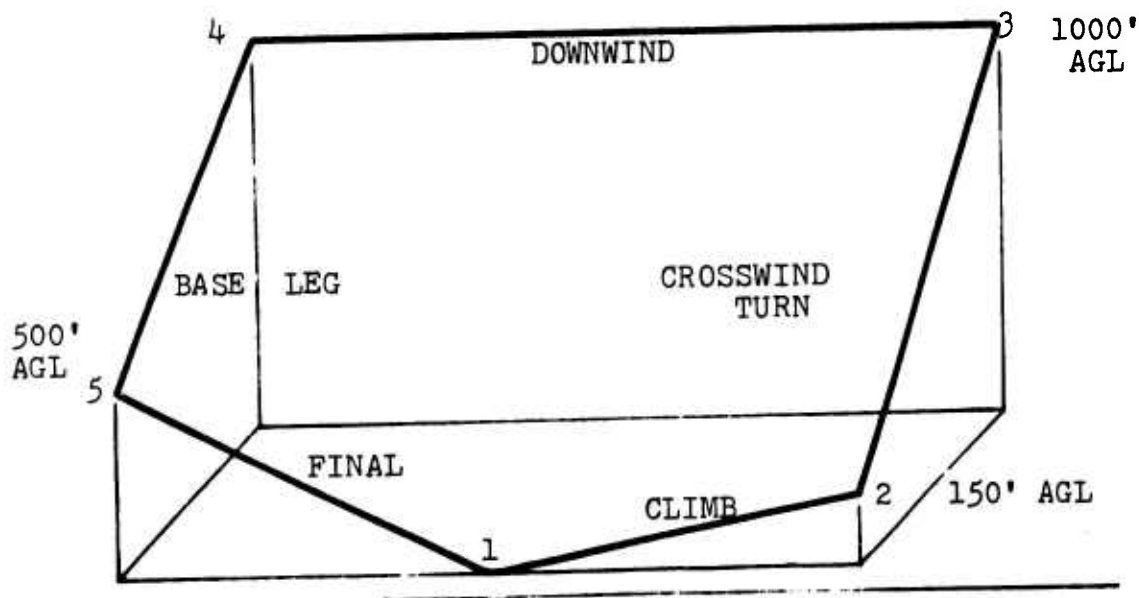 4
3
1000'
AGL
DOWNWIND
BASE LEG
CROSSWIND
TURN
500'
AGL
5
FINAL
CLIMB
2
150' AGL
1